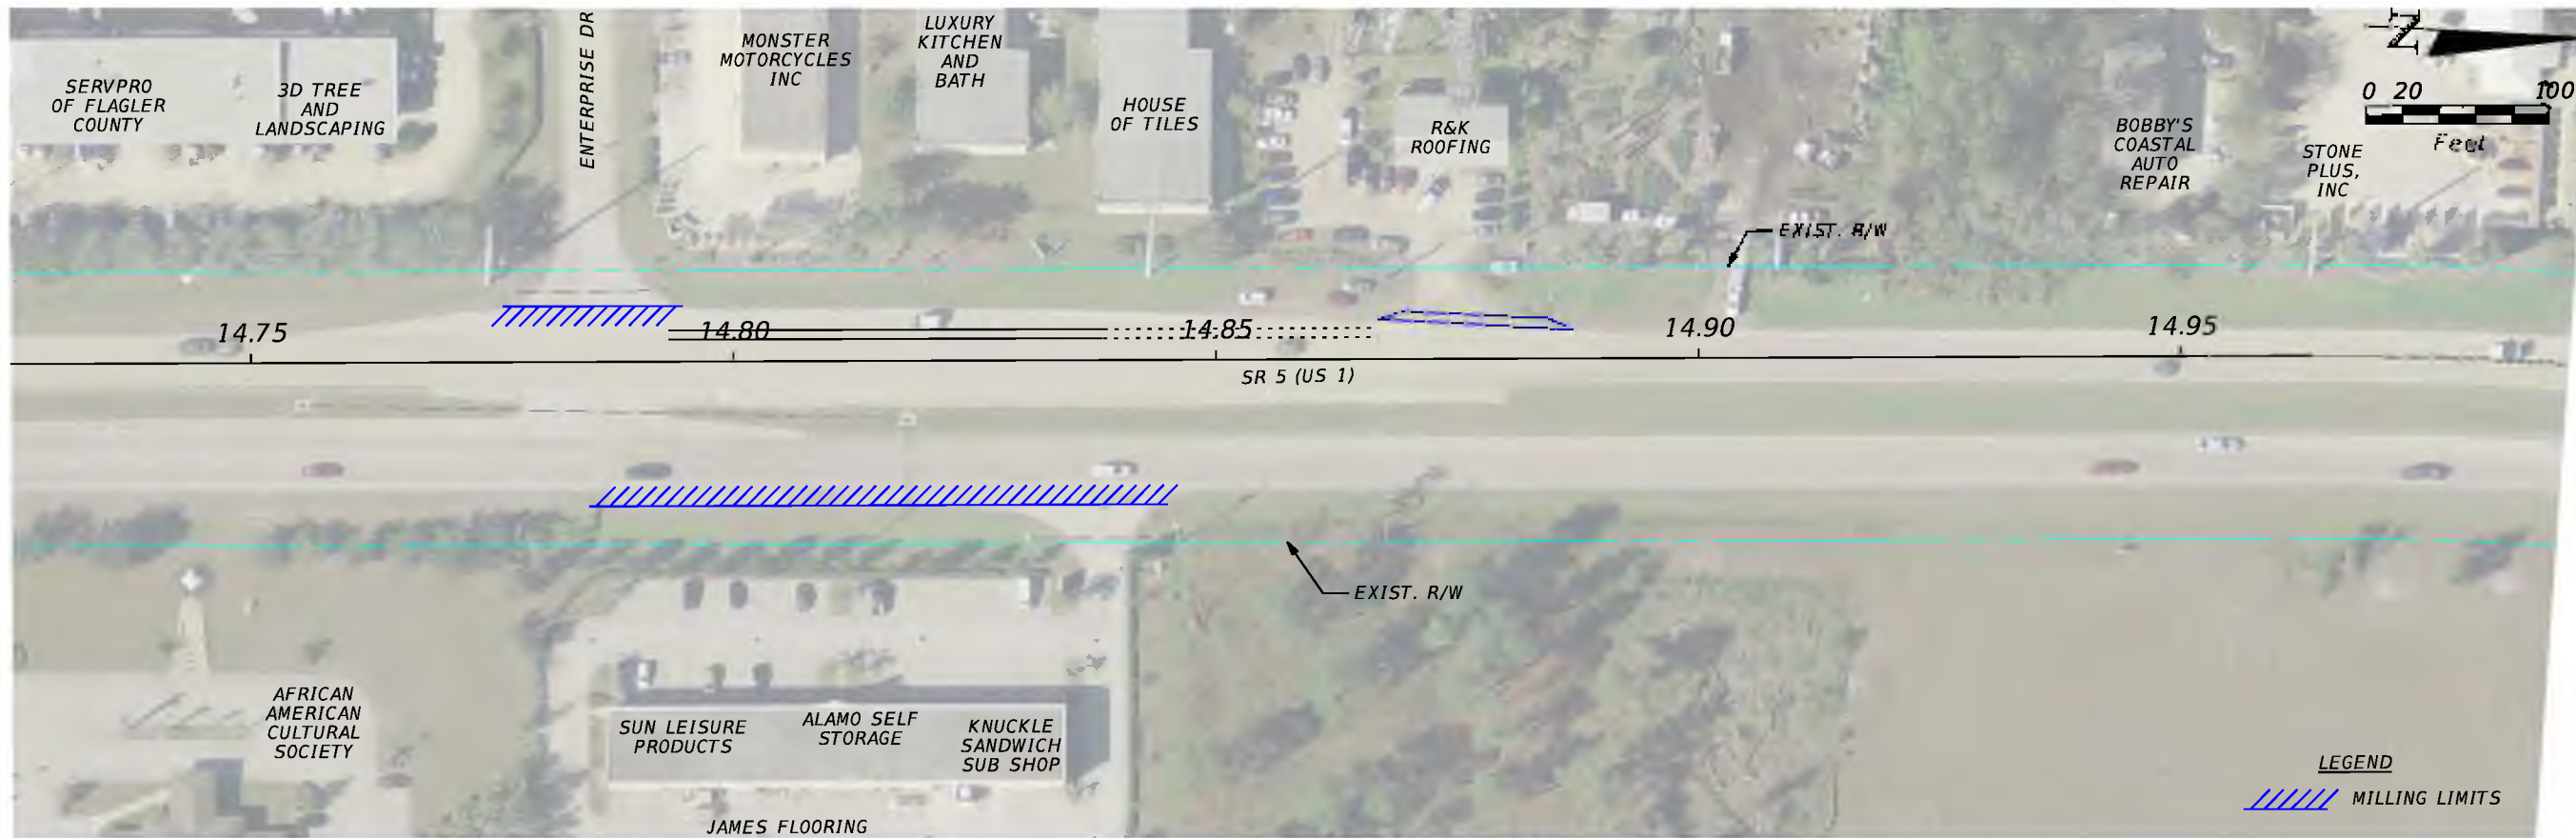 SERVPRO
OF FLAGLER
COUNTY
3D TREE
AND
LANDSCAPING
ENTERPRISE DR
MONSTER
MOTORCYCLES
INC
LUXURY
KITCHEN
AND
BATH
HOUSE
OF TILES
R&K
ROOFING
BOBBY'S
COASTAL
AUTO
REPAIR
STONE
PLUS,
INC
N
0 20 100
Feet
EXIST. R/W
14.75 14.80 14.85 14.90 14.95
SR 5 (US 1)
EXIST. R/W
AFRICAN
AMERICAN
CULTURAL
SOCIETY
SUN LEISURE
PRODUCTS
ALAMO SELF
STORAGE
KNUCKLE
SANDWICH
SUB SHOP
JAMES FLOORING
LEGEND
MILLING LIMITS